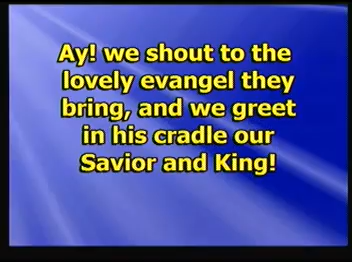 Ay! we shout to the
lovely evangel they
bring, and we greet
in his cradle our
Savior and King!